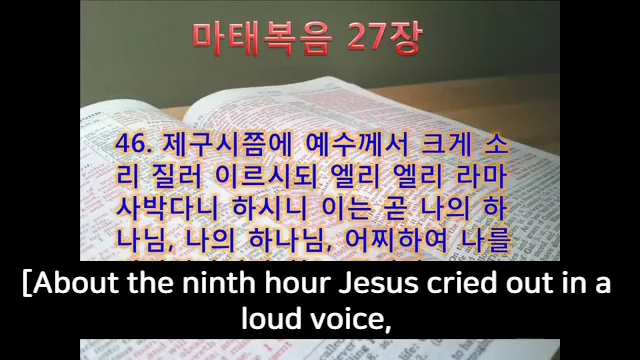 마태복음 27장
46. 제구시쯤에 예수께서 크게 소
리 질러 이르시되 엘리 엘리 라마
사박다니 하시니 이는 곧 나의 하
나님, 나의 하나님, 어찌하여 나를
[About the ninth hour Jesus cried out in a
loud voice,